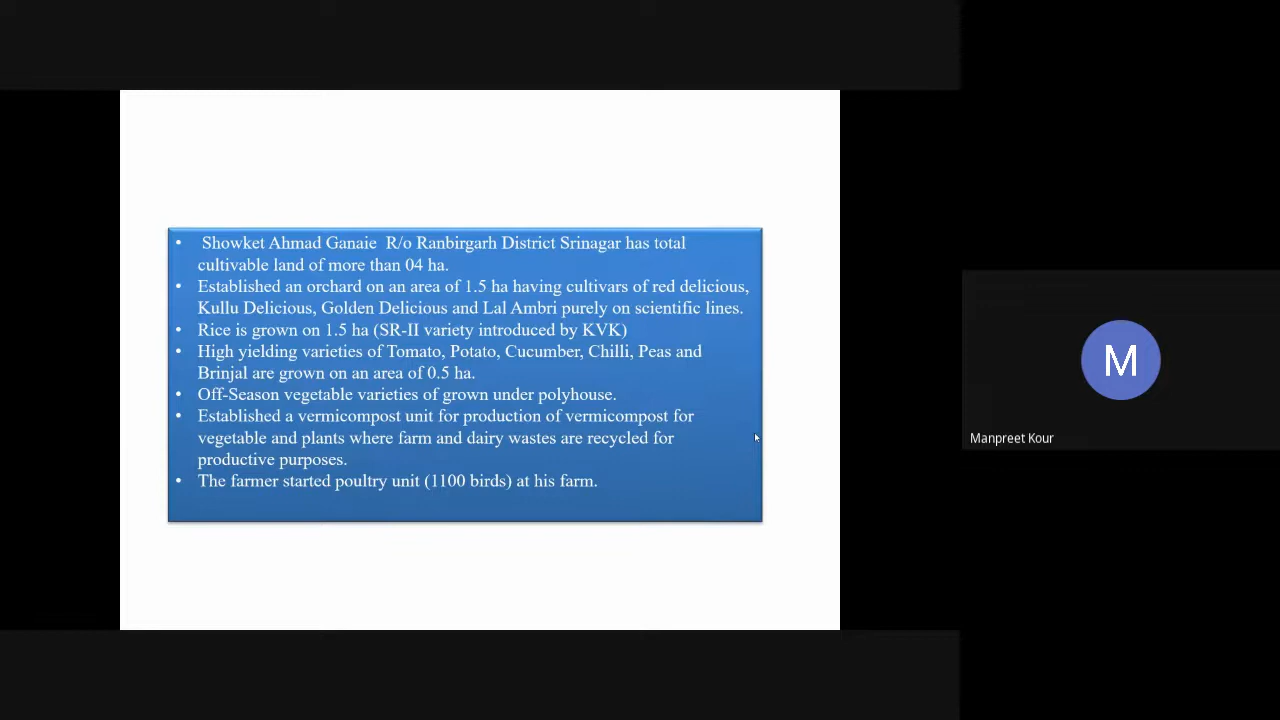 • Showket Ahmad Ganaie R/o Ranbirgarh District Srinagar has total
cultivable land of more than 04 ha.
• Established an orchard on an area of 1.5 ha having cultivars of red delicious,
Kullu Delicious, Golden Delicious and Lal Ambri purely on scientific lines.
• Rice is grown on 1.5 ha (SR-II variety introduced by KVK)
• High yielding varieties of Tomato, Potato, Cucumber, Chilli, Peas and
Brinjal are grown on an area of 0.5 ha.
• Off-Season vegetable varieties of grown under polyhouse.
• Established a vermicompost unit for production of vermicompost for
vegetable and plants where farm and dairy wastes are recycled for
productive purposes.
• The farmer started poultry unit (1100 birds) at his farm.
M
Manpreet Kour